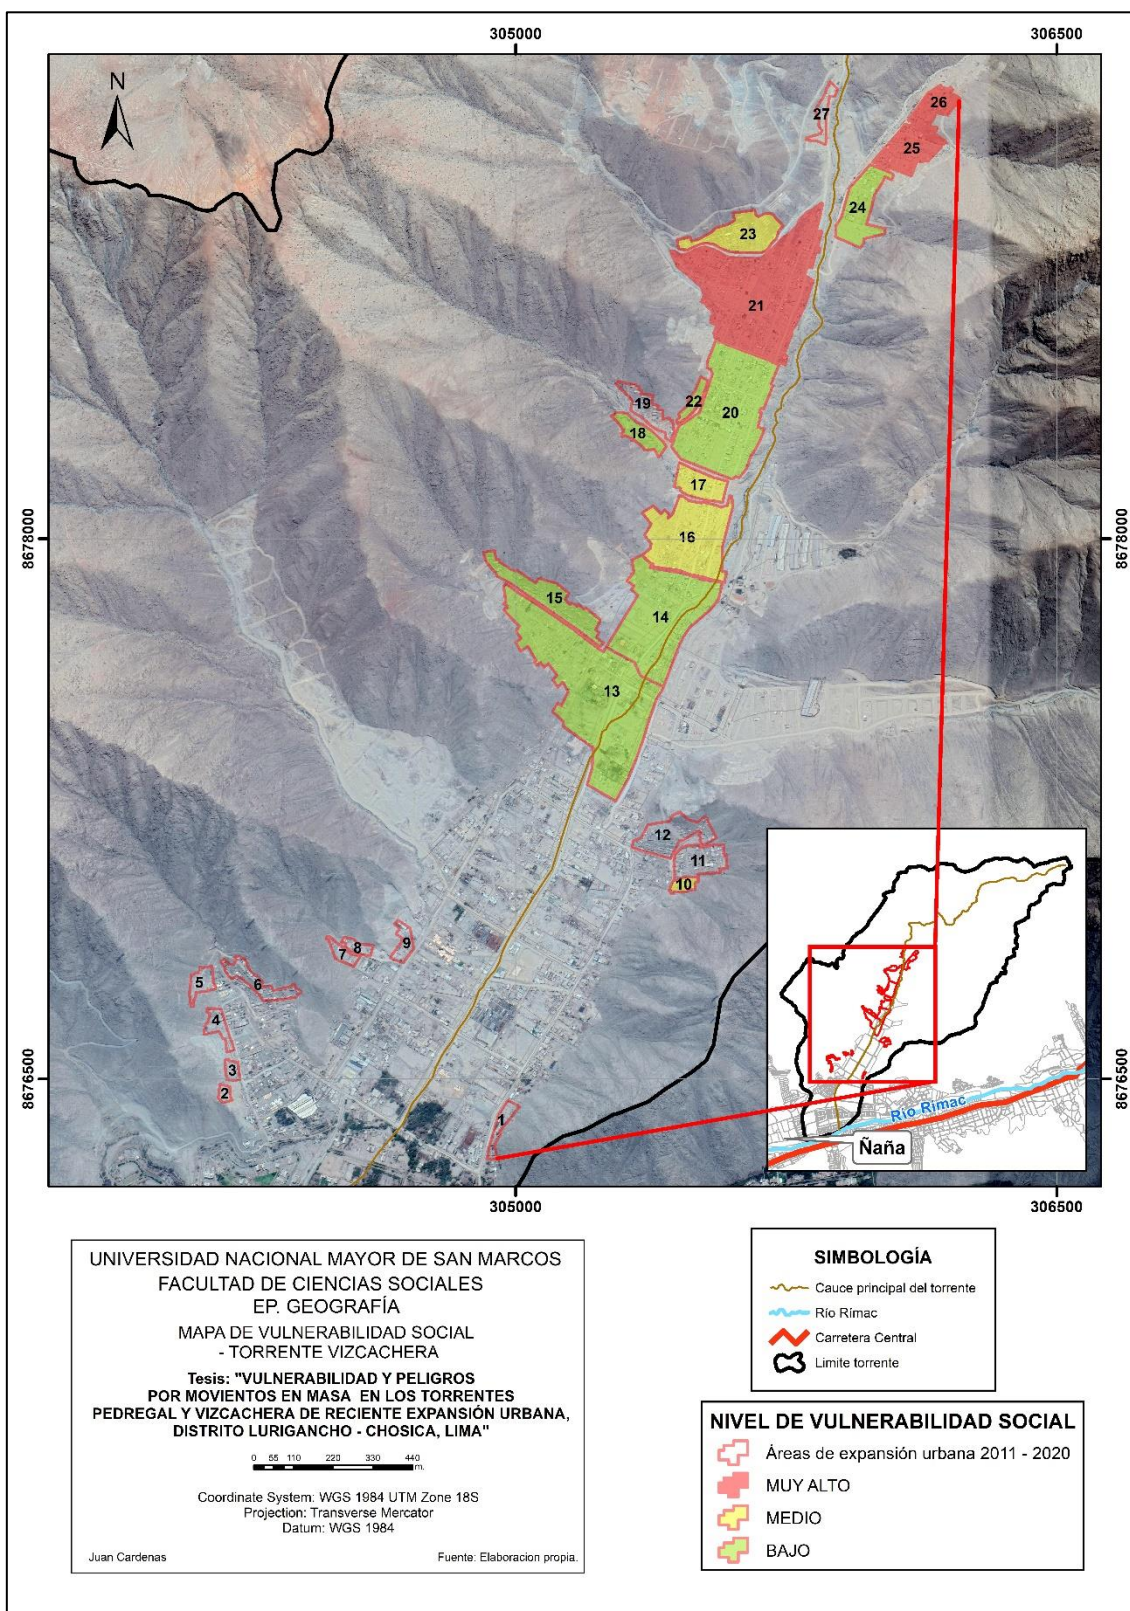 305000
306500
N
27
26
25
24
23
21
22
20
19
18
17
8678000
8678000
16
15
14
13
12
11
10
9
8
7
6
5
4
3
2
1
8676500
8676500
Río Rímac
Ñaña
305000
306500
UNIVERSIDAD NACIONAL MAYOR DE SAN MARCOS
FACULTAD DE CIENCIAS SOCIALES
EP. GEOGRAFÍA
MAPA DE VULNERABILIDAD SOCIAL
- TORRENTE VIZCACHERA
Tesis: "VULNERABILIDAD Y PELIGROS
POR MOVIENTOS EN MASA EN LOS TORRENTES
PEDREGAL Y VIZCACHERA DE RECIENTE EXPANSIÓN URBANA,
DISTRITO LURIGANCHO - CHOSICA, LIMA"
0 55 110 220 330 440
m.
Coordinate System: WGS 1984 UTM Zone 18S
Projection: Transverse Mercator
Datum: WGS 1984
Juan Cardenas
Fuente: Elaboracion propia.
SIMBOLOGÍA
Cauce principal del torrente
Río Rímac
Carretera Central
Limite torrente
NIVEL DE VULNERABILIDAD SOCIAL
Áreas de expansión urbana 2011 - 2020
MUY ALTO
MEDIO
BAJO